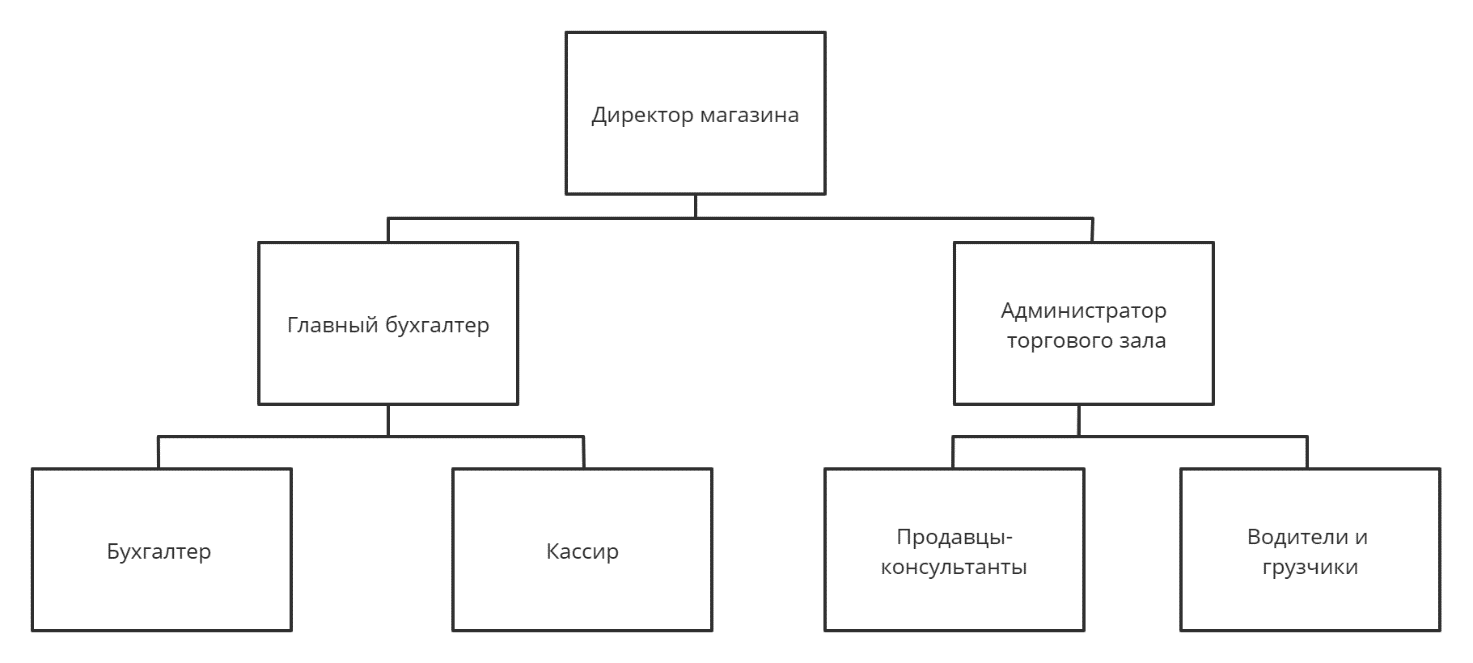 Директор магазина
Главный бухгалтер
Администратор
торгового зала
Бухгалтер
Кассир
Продавцы-
консультанты
Водители и
грузчики